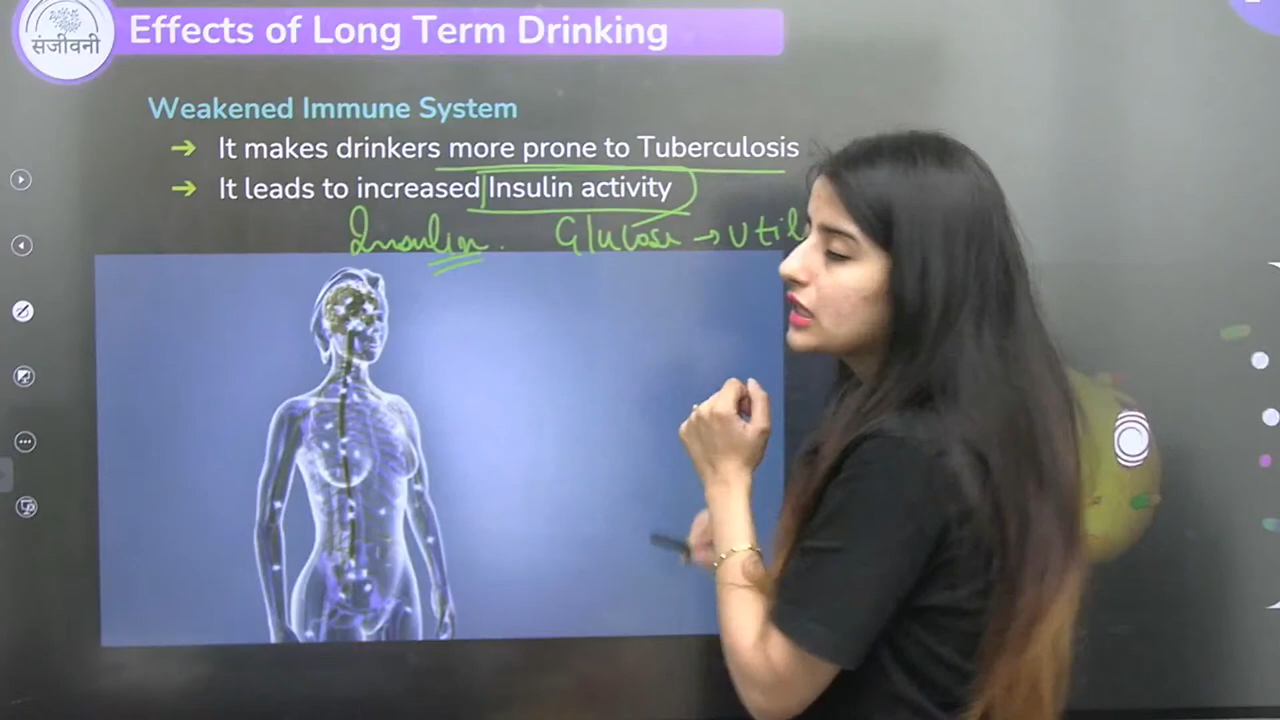 संजीवनी
Effects of Long Term Drinking
Weakened Immune System
→ It makes drinkers more prone to Tuberculosis
→ It leads to increased Insulin activity
Insulin. Glucose → Util